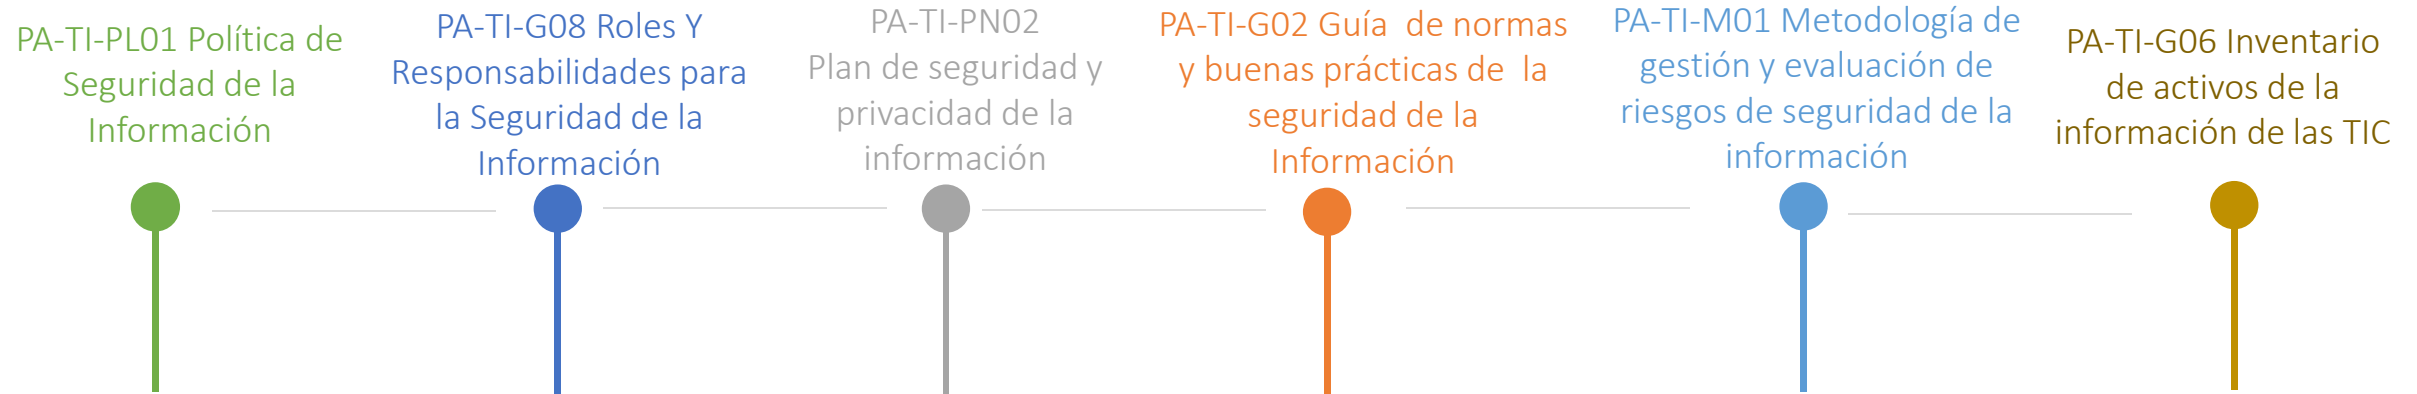 PA-TI-PL01 Política de
Seguridad de la
Información
PA-TI-G08 Roles Y
Responsabilidades para
la Seguridad de la
Información
PA-TI-PN02
Plan de seguridad y
privacidad de la
información
PA-TI-G02 Guía  de normas
y buenas prácticas de  la
seguridad de la
Información
PA-TI-M01 Metodología de
gestión y evaluación de
riesgos de seguridad de la
información
PA-TI-G06 Inventario
de activos de la
información de las TIC